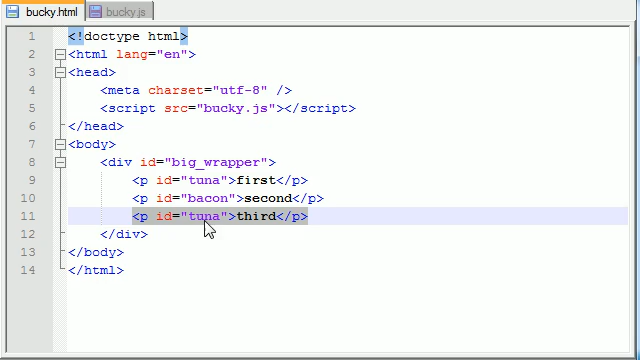 bucky.html bucky.js
1 <!doctype html>
2 <html lang="en">
3 <head>
4 <meta charset="utf-8" />
5 <script src="bucky.js"></script>
6 </head>
7 <body>
8 <div id="big_wrapper">
9 <p id="tuna">first</p>
10 <p id="bacon">second</p>
11 <p id="tuna">third</p>
12 </div>
13 </body>
14 </html>